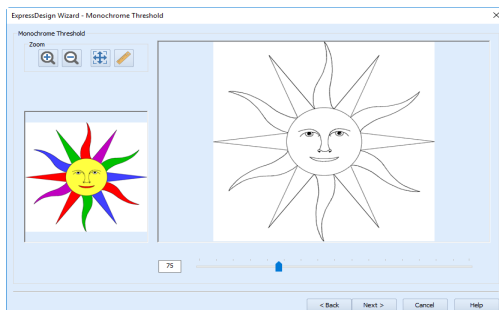 ExpressDesign Wizard - Monochrome Threshold
Monochrome Threshold
Zoom
75
< Back Next > Cancel Help